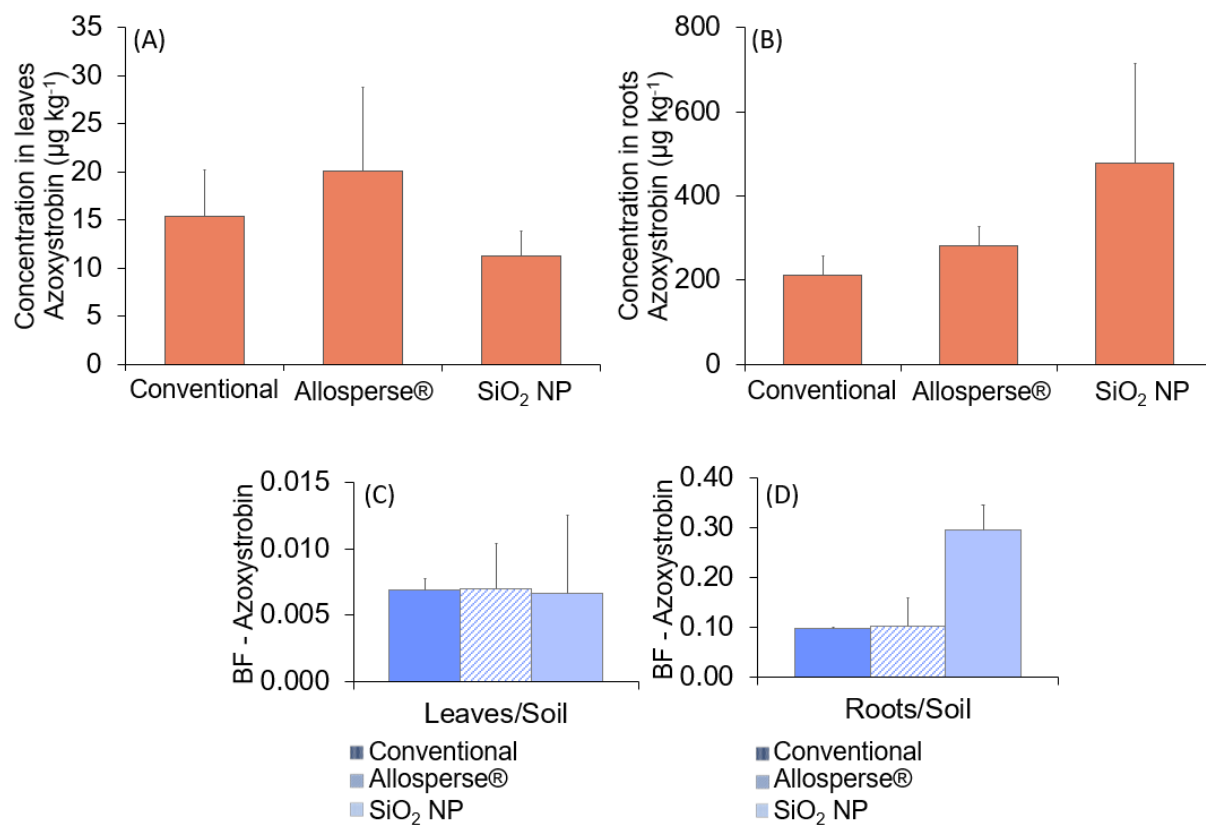 (A)
Concentration in leaves
Azoxystrobin (µg kg⁻¹)
35
30
25
20
15
10
5
0
Conventional Allosperse® SiO₂ NP
(B)
Concentration in roots
Azoxystrobin (µg kg⁻¹)
800
600
400
200
0
Conventional Allosperse® SiO₂ NP
(C)
BF - Azoxystrobin
0.015
0.010
0.005
0.000
Leaves/Soil
Conventional
Allosperse®
SiO₂ NP
(D)
BF - Azoxystrobin
0.40
0.30
0.20
0.10
0.00
Roots/Soil
Conventional
Allosperse®
SiO₂ NP